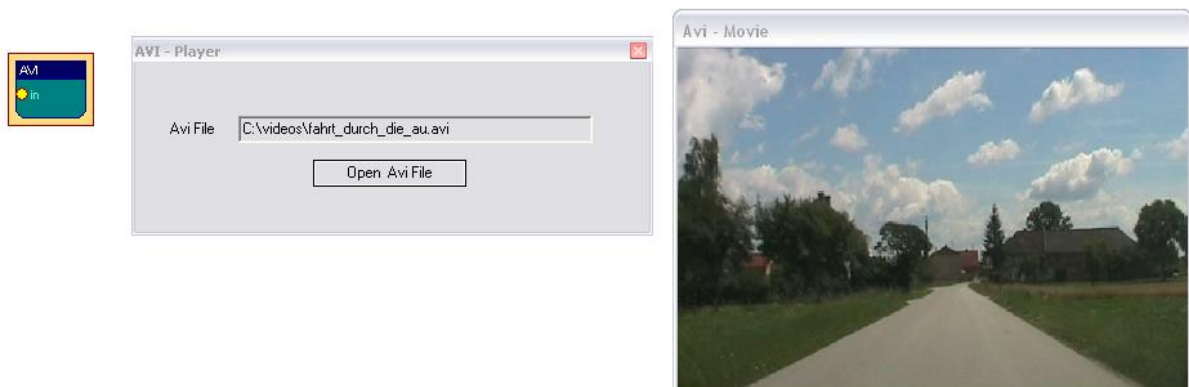 AVI
in
AVI - Player
Avi File
C:\videos\fahrt_durch_die_au.avi
Open Avi File
Avi - Movie